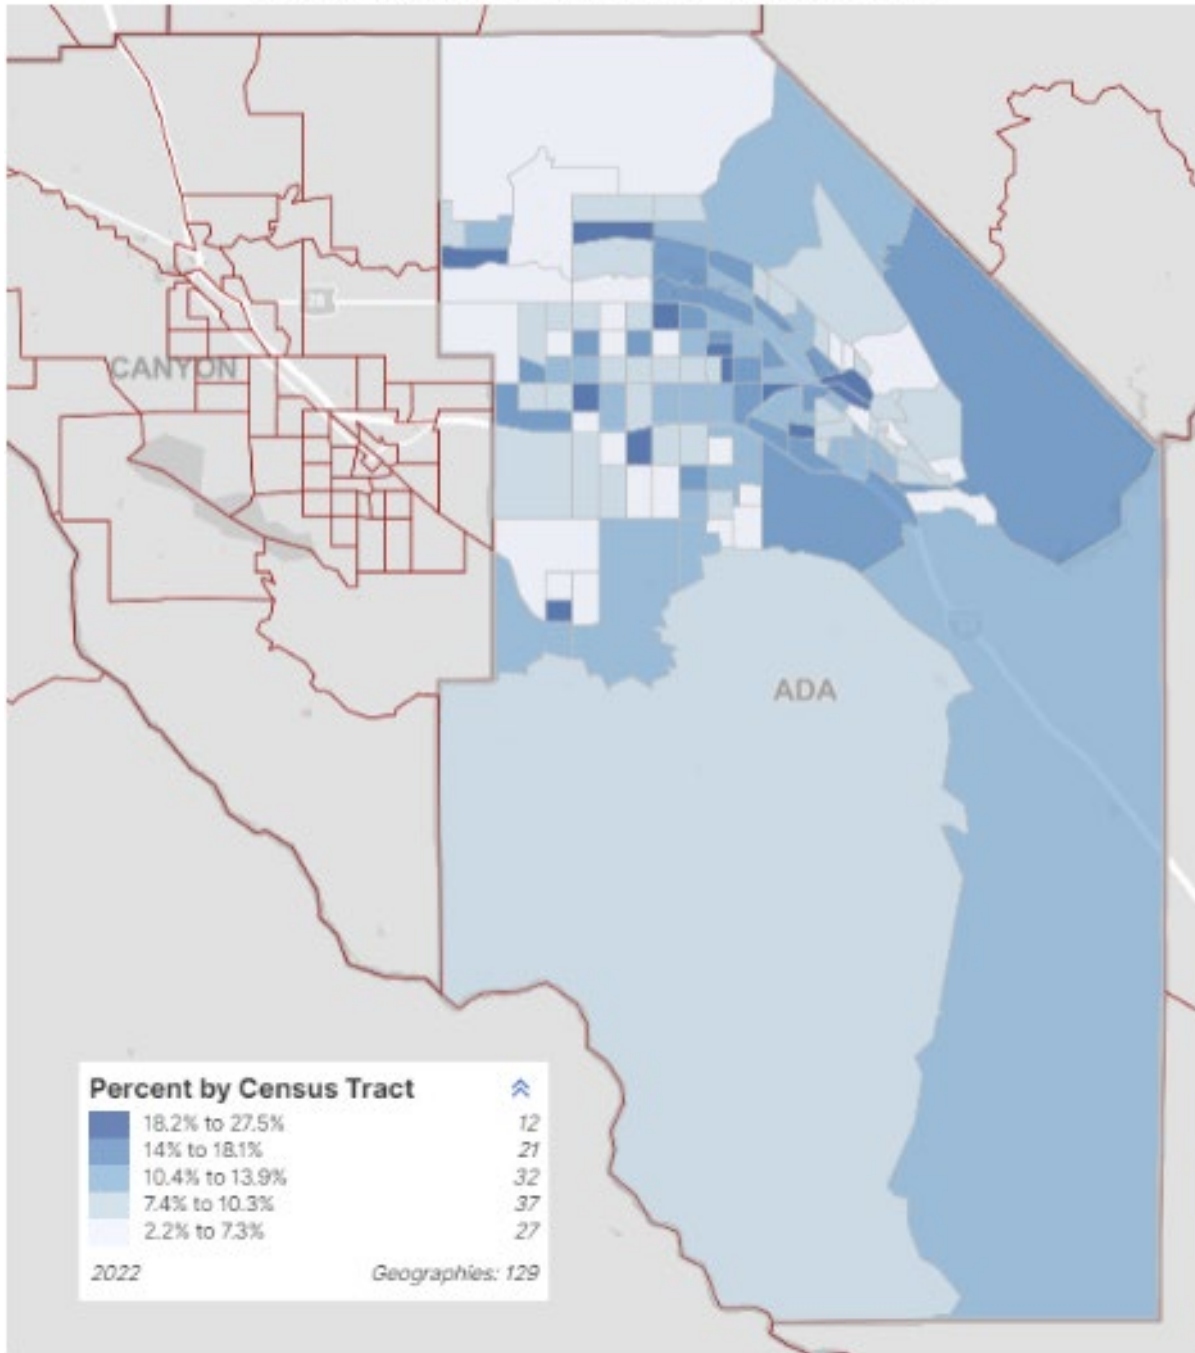 CANYON
ADA
Percent by Census Tract
18.2% to 27.5% 12
14% to 18.1% 21
10.4% to 13.9% 32
7.4% to 10.3% 37
2.2% to 7.3% 27
2022 Geographies: 129